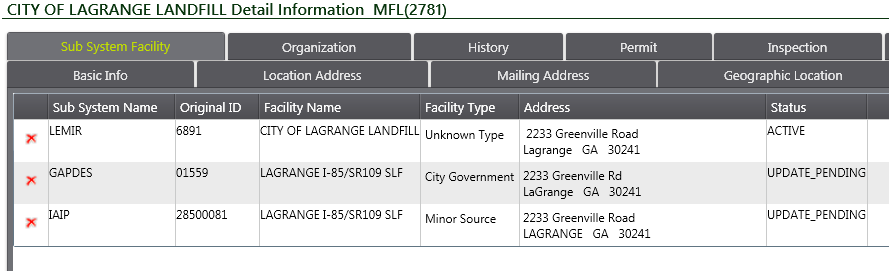 CITY OF LAGRANGE LANDFILL Detail Information MFL(2781)
Sub System Facility Organization History Permit Inspection
Basic Info Location Address Mailing Address Geographic Location
Sub System Name Original ID Facility Name Facility Type Address Status
LEMIR 6891 CITY OF LAGRANGE LANDFILL Unknown Type 2233 Greenville Road ACTIVE
Lagrange GA 30241
GAPDES 01559 LAGRANGE I-85/SR109 SLF City Government 2233 Greenville Rd UPDATE_PENDING
LaGrange GA 30241
IAIP 28500081 LAGRANGE I-85/SR109 SLF Minor Source 2233 Greenville Road UPDATE_PENDING
LAGRANGE GA 30241